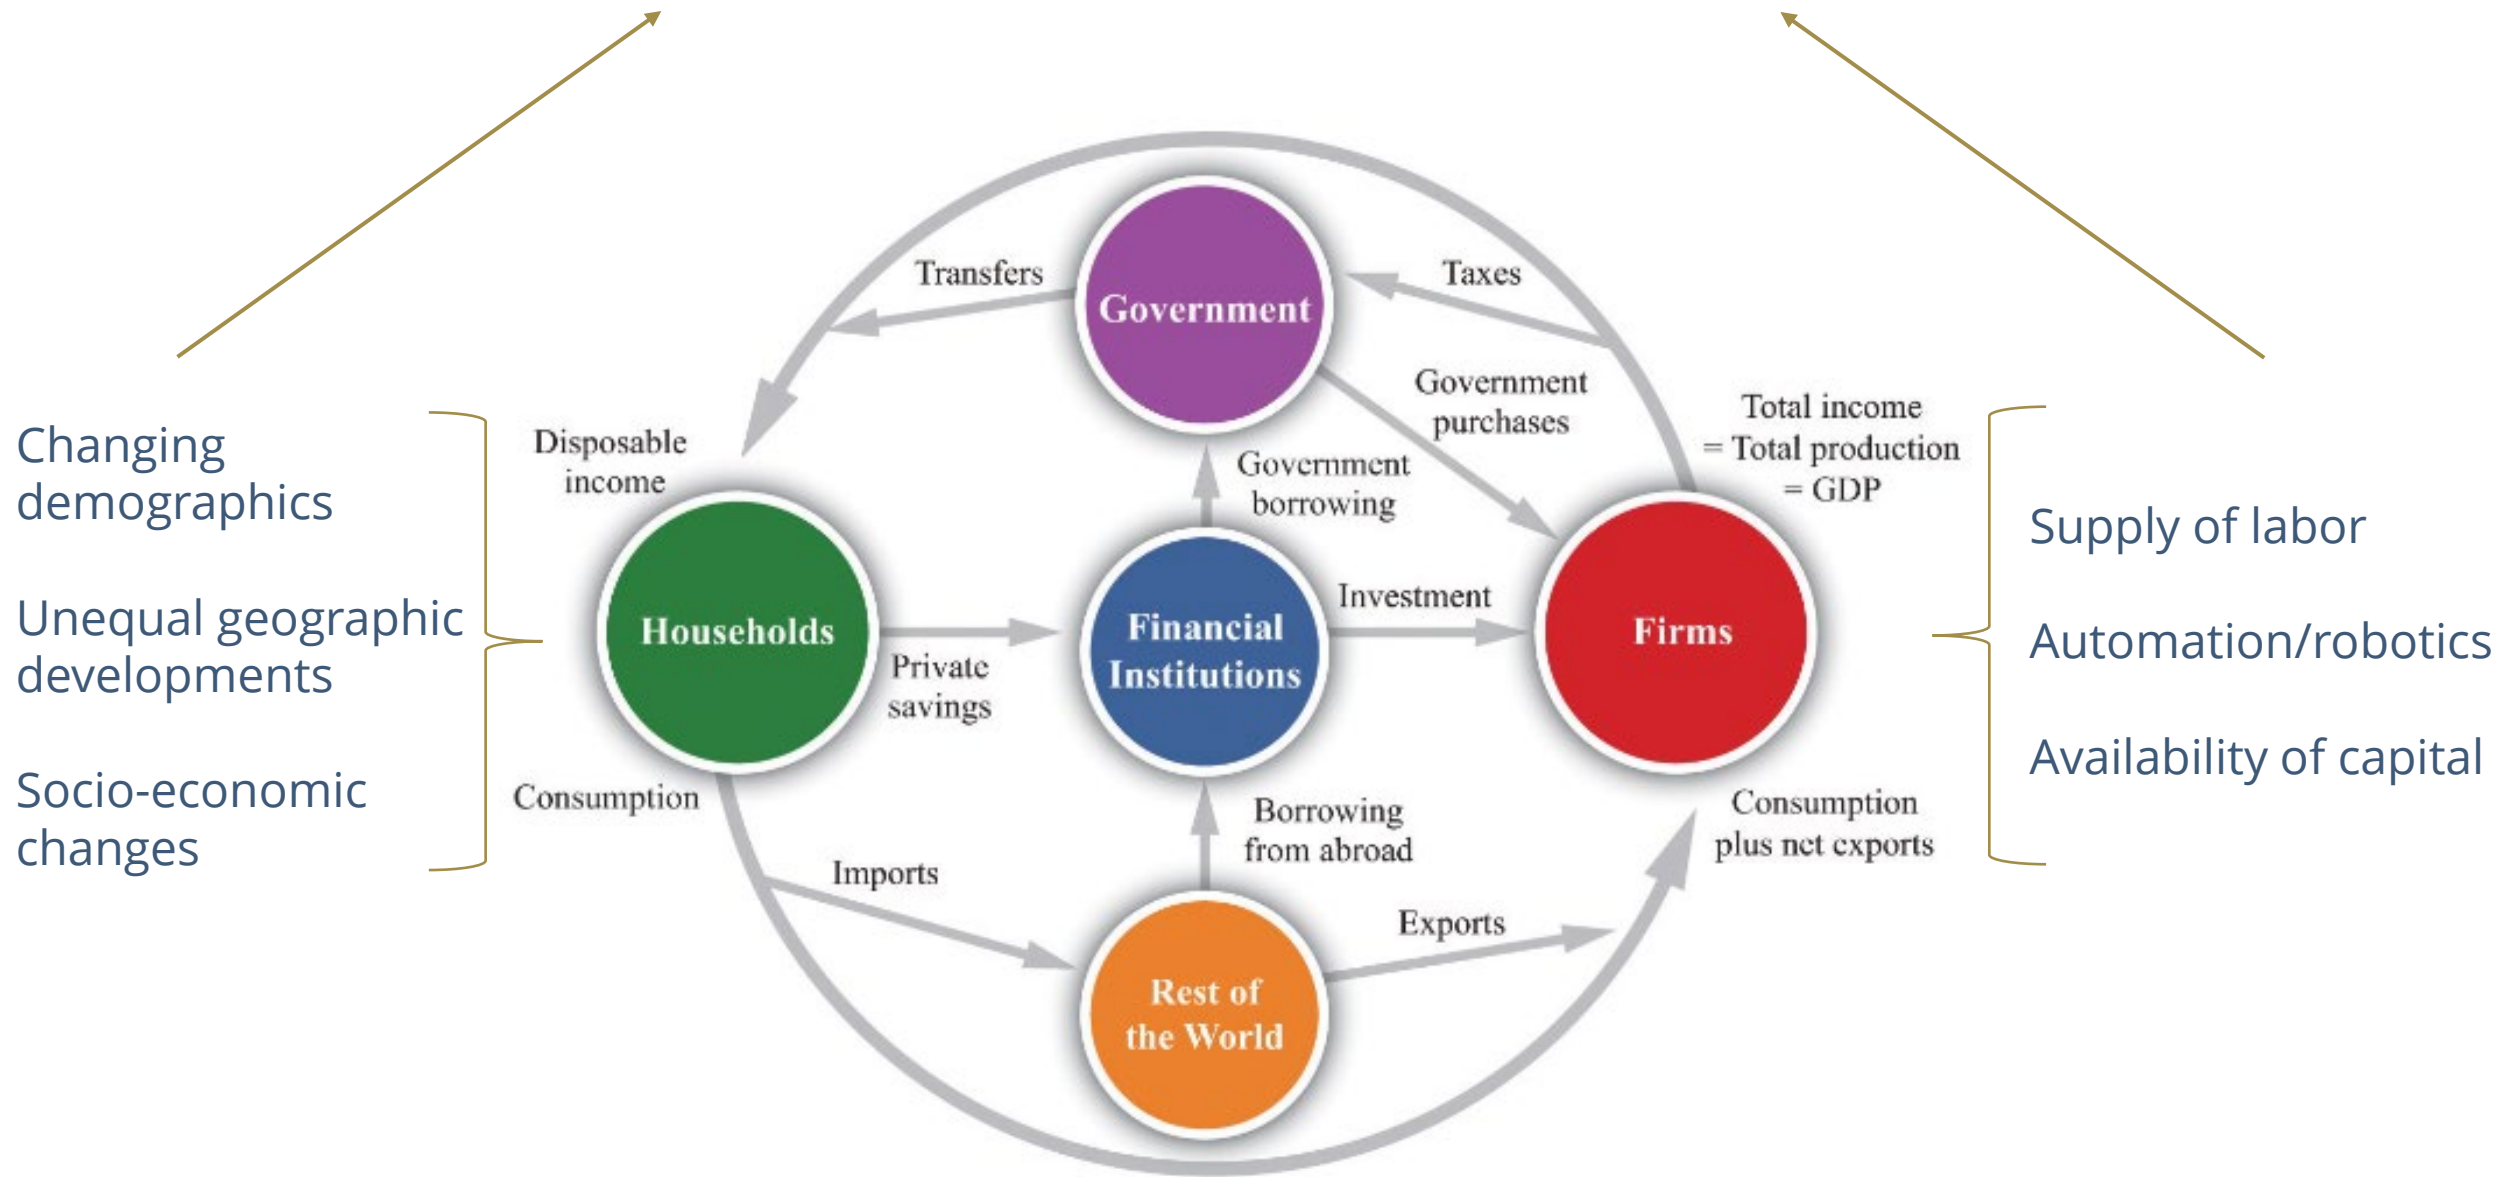 Changing
demographics
Unequal geographic
developments
Socio-economic
changes
Transfers
Government
Taxes
Government
purchases
Disposable
income
Government
borrowing
Total income
= Total production
= GDP
Households
Private
savings
Financial
Institutions
Investment
Firms
Consumption
Imports
Borrowing
from abroad
Exports
Consumption
plus net exports
Rest of
the World
Supply of labor
Automation/robotics
Availability of capital